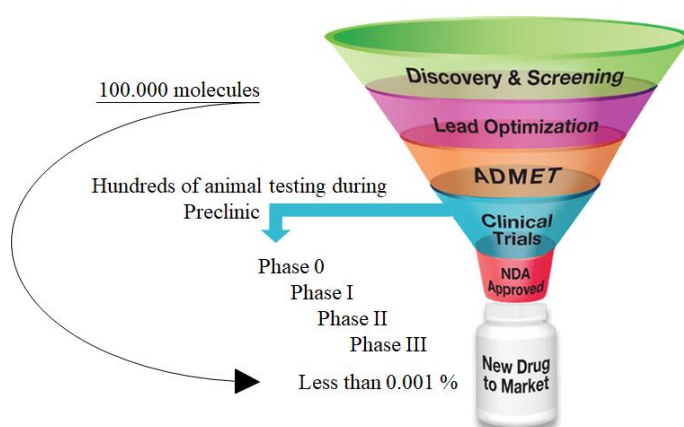 100.000 molecules
Hundreds of animal testing during
Preclinic
Phase 0
Phase I
Phase II
Phase III
Less than 0.001 %
Discovery & Screening
Lead Optimization
ADMET
Clinical
Trials
NDA
Approved
New Drug
to Market